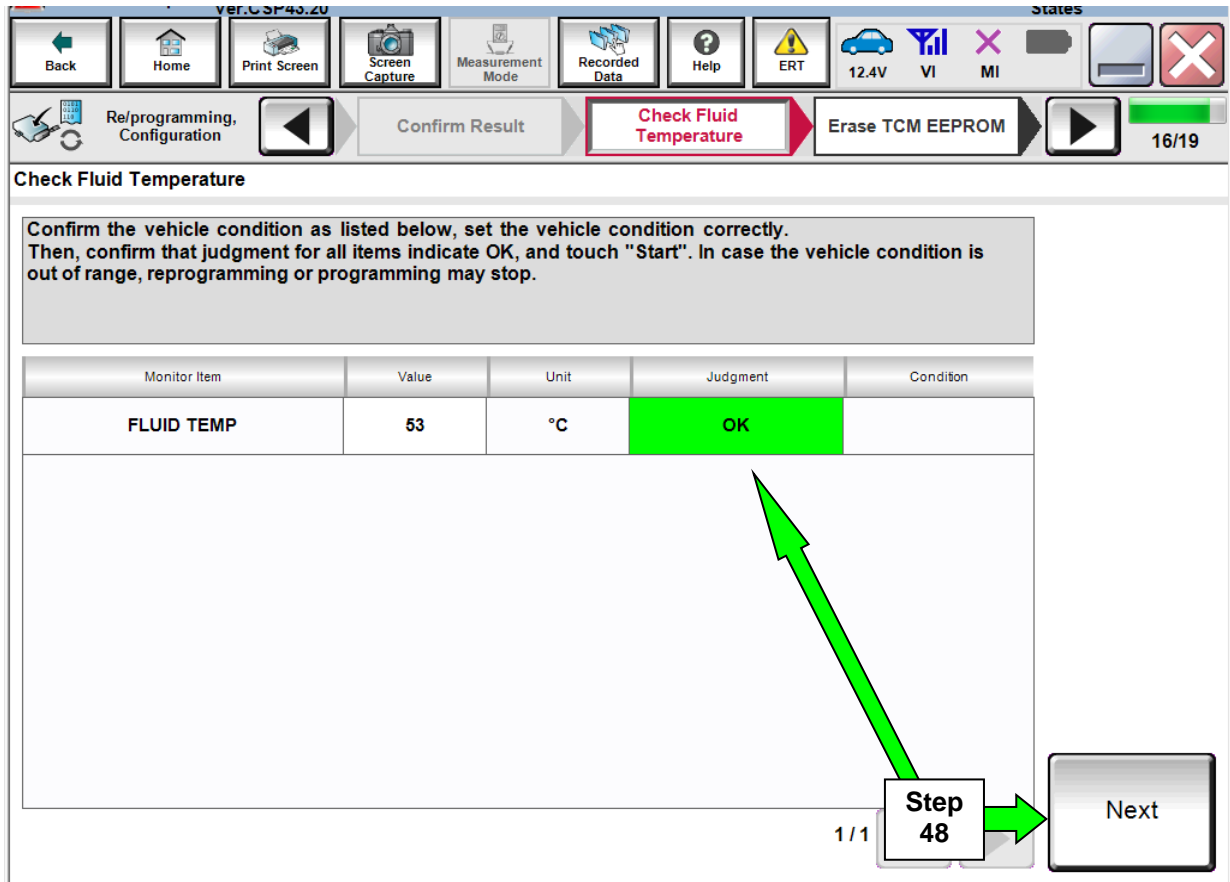 Ver.CSP43.20
States
Back
Home
Print Screen
Screen
Capture
Measurement
Mode
Recorded
Data
Help
ERT
12.4V
VI
MI
Re/programming,
Configuration
Confirm Result
Check Fluid
Temperature
Erase TCM EEPROM
16/19
Check Fluid Temperature
Confirm the vehicle condition as listed below, set the vehicle condition correctly.
Then, confirm that judgment for all items indicate OK, and touch "Start". In case the vehicle condition is
out of range, reprogramming or programming may stop.
Monitor Item Value Unit Judgment Condition
FLUID TEMP 53 °C OK
Step
48
Next
1 / 1